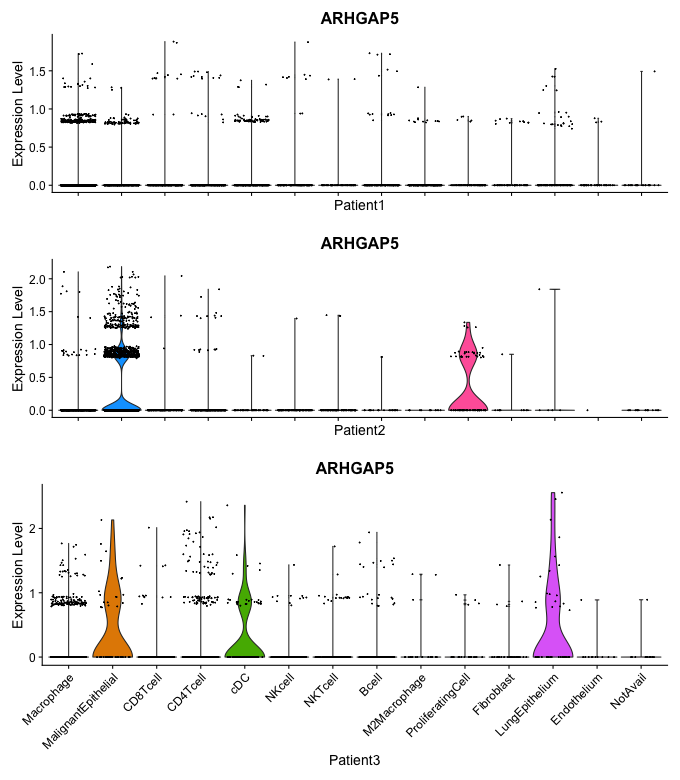 ARHGAP5
Expression Level
1.5
1.0
0.5
0.0
Patient1
ARHGAP5
Expression Level
2.0
1.5
1.0
0.5
0.0
Patient2
ARHGAP5
Expression Level
2
1
0
Macrophage
MalignantEpithelial
CD8Tcell
CD4Tcell
cDC
NKcell
NKTcell
Bcell
M2Macrophage
ProliferatingCell
Fibroblast
LungEpithelium
Endothelium
NotAvail
Patient3